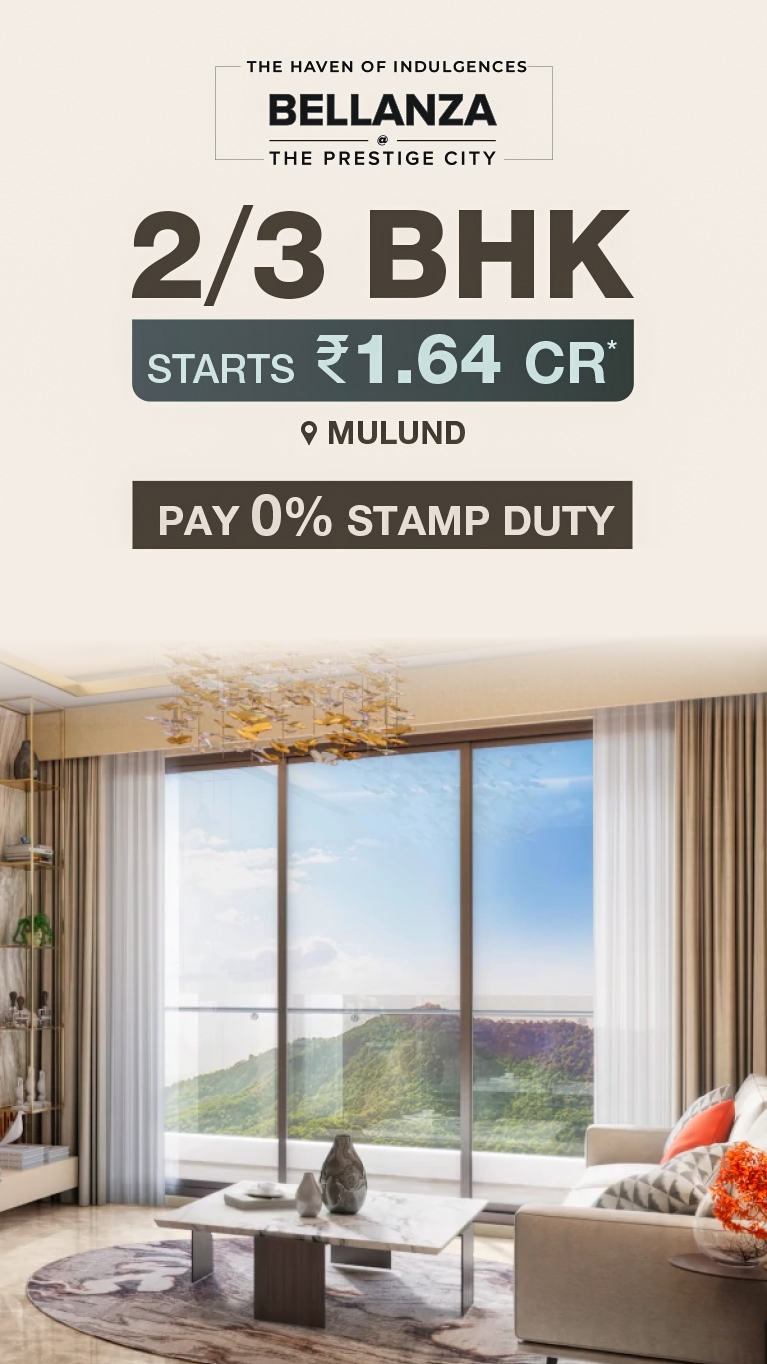 THE HAVEN OF INDULGENCES
BELLANZA
@
THE PRESTIGE CITY
2/3 BHK
STARTS ₹1.64 CR*
MULUND
PAY 0% STAMP DUTY